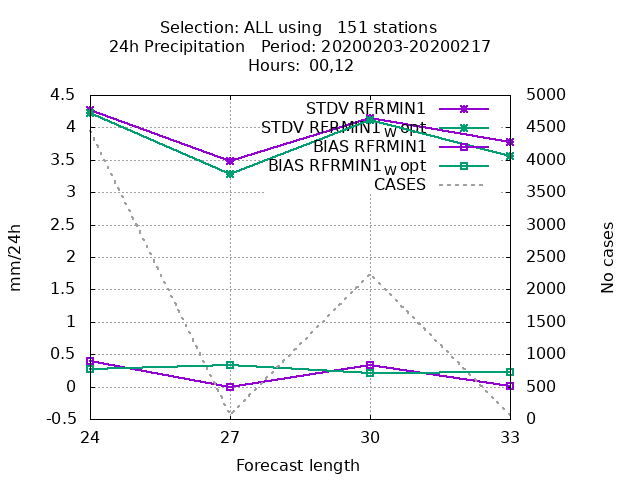 Selection: ALL using 151 stations
24h Precipitation Period: 20200203-20200217
Hours: 00,12
STDV RFRMIN1
STDV RFRMIN1w opt
BIAS RFRMIN1
BIAS RFRMIN1w opt
CASES
4.5
4
3.5
3
2.5
2
1.5
1
0.5
0
-0.5
mm/24h
5000
4500
4000
3500
3000
2500
2000
1500
1000
500
0
No cases
24 27 30 33
Forecast length